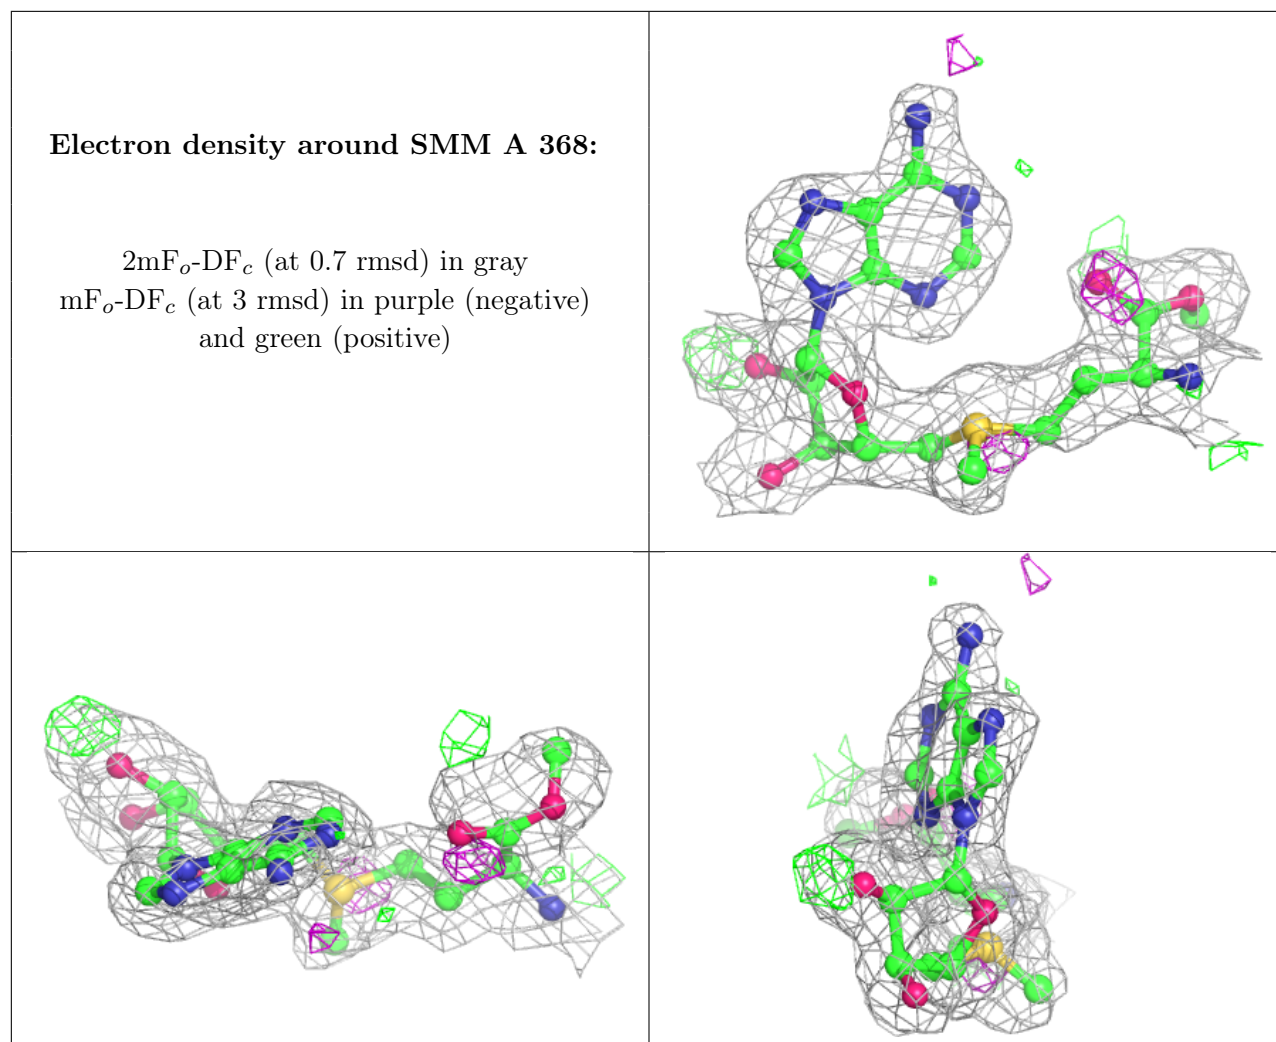 Electron density around SMM A 368:
2mFo-DFc (at 0.7 rmsd) in gray
mFo-DFc (at 3 rmsd) in purple (negative)
and green (positive)